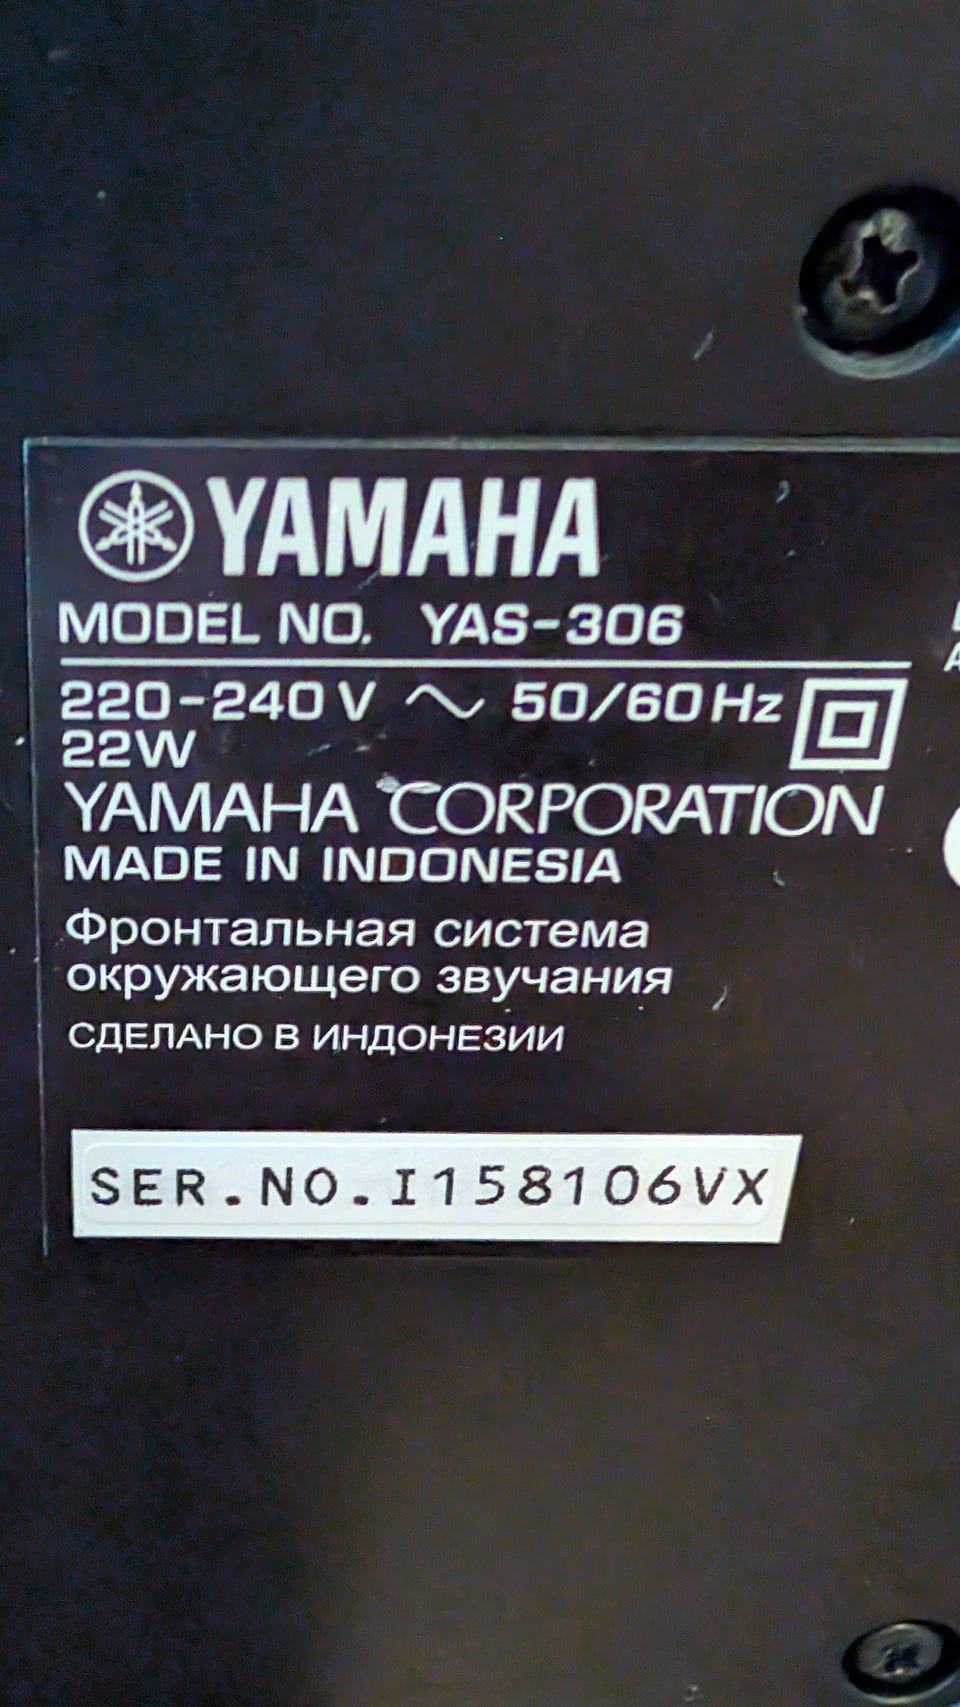 YAMAHA
MODEL NO. YAS-306
220-240V ~ 50/60Hz
22W
YAMAHA CORPORATION
MADE IN INDONESIA
Фронтальная система
окружающего звучания
СДЕЛАНО В ИНДОНЕЗИИ
SER.NO.I158106VX